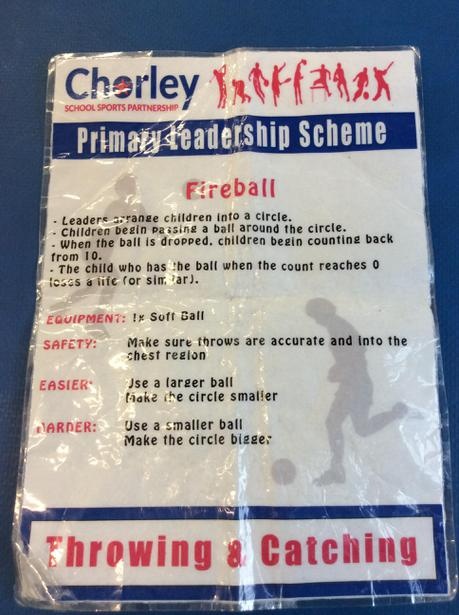 Chorley
SCHOOL SPORTS PARTNERSHIP
Primary Leadership Scheme
Fireball
- Leaders arrange children into a circle.
- Children begin passing a ball around the circle.
- When the ball is dropped, children begin counting back
from 10.
- The child who has the ball when the count reaches 0
loses a life (or similar).
EQUIPMENT: 1x Soft Ball
SAFETY: Make sure throws are accurate and into the
chest region
EASIER: Use a larger ball
Make the circle smaller
HARDER: Use a smaller ball
Make the circle bigger
Throwing & Catching